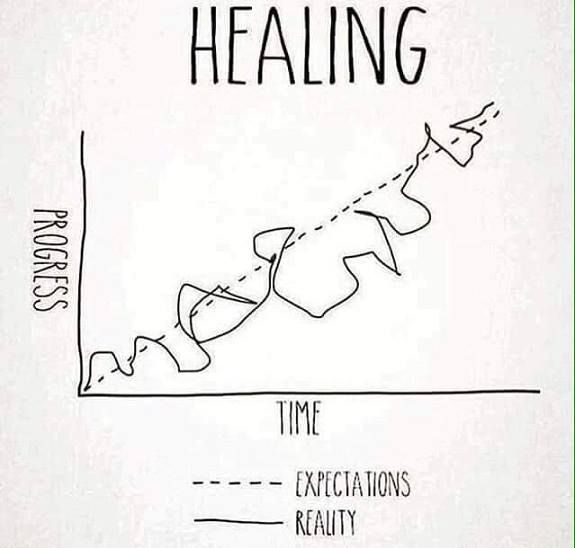 HEALING
PROGRESS
TIME
EXPECTATIONS
REALITY